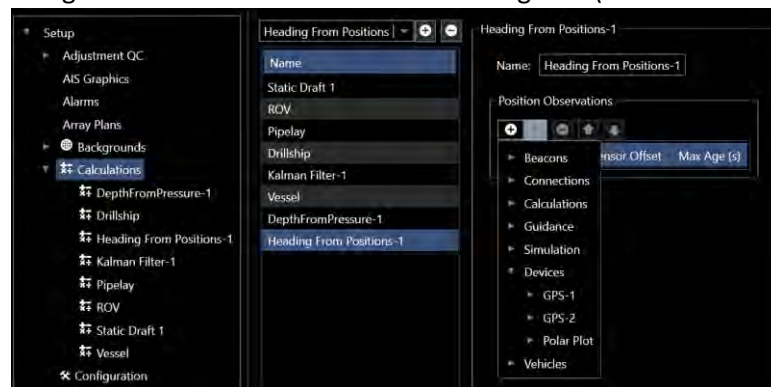 Setup
Adjustment QC
AIS Graphics
Alarms
Array Plans
Backgrounds
Calculations
DepthFromPressure-1
Drillship
Heading From Positions-1
Kalman Filter-1
Pipelay
ROV
Static Draft 1
Vessel
Configuration
Heading From Positions
Name
Static Draft 1
ROV
Pipelay
Drillship
Kalman Filter-1
Vessel
DepthFromPressure-1
Heading From Positions-1
Heading From Positions-1
Name: Heading From Positions-1
Position Observations
Offset Max Age (s)
Beacons
Connections
Calculations
Guidance
Simulation
Devices
GPS-1
GPS-2
Polar Plot
Vehicles